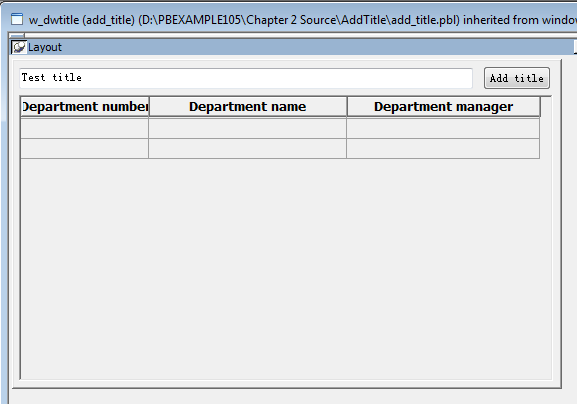 w_dwtitle (add_title) (D:\PBEXAMPLE105\Chapter 2 Source\AddTitle\add_title.pbl) inherited from window
Layout
Test title Add title
Department number Department name Department manager